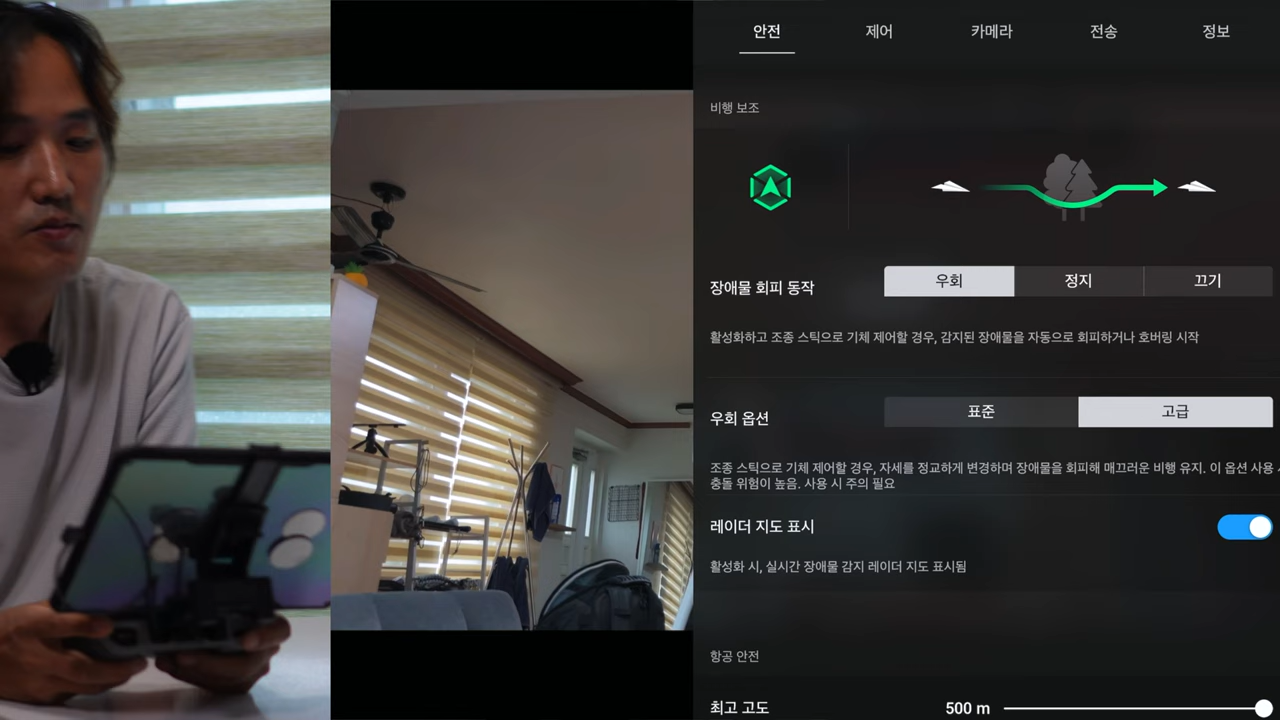 안전
제어
카메라
전송
정보
비행 보조
장애물 회피 동작
우회
정지
끄기
활성화하고 조종 스틱으로 기체 제어할 경우, 감지된 장애물을 자동으로 회피하거나 호버링 시작
우회 옵션
표준
고급
조종 스틱으로 기체 제어할 경우, 자세를 정교하게 변경하며 장애물을 회피해 매끄러운 비행 유지. 이 옵션 사용
충돌 위험이 높음. 사용 시 주의 필요
레이더 지도 표시
활성화 시, 실시간 장애물 감지 레이더 지도 표시됨
항공 안전
최고 고도
500 m